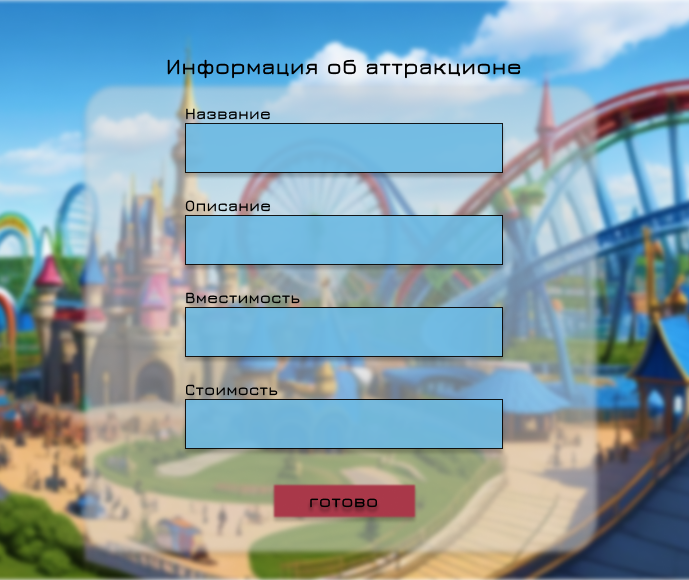 Информация об аттракционе
Название
Описание
Вместимость
Стоимость
готово